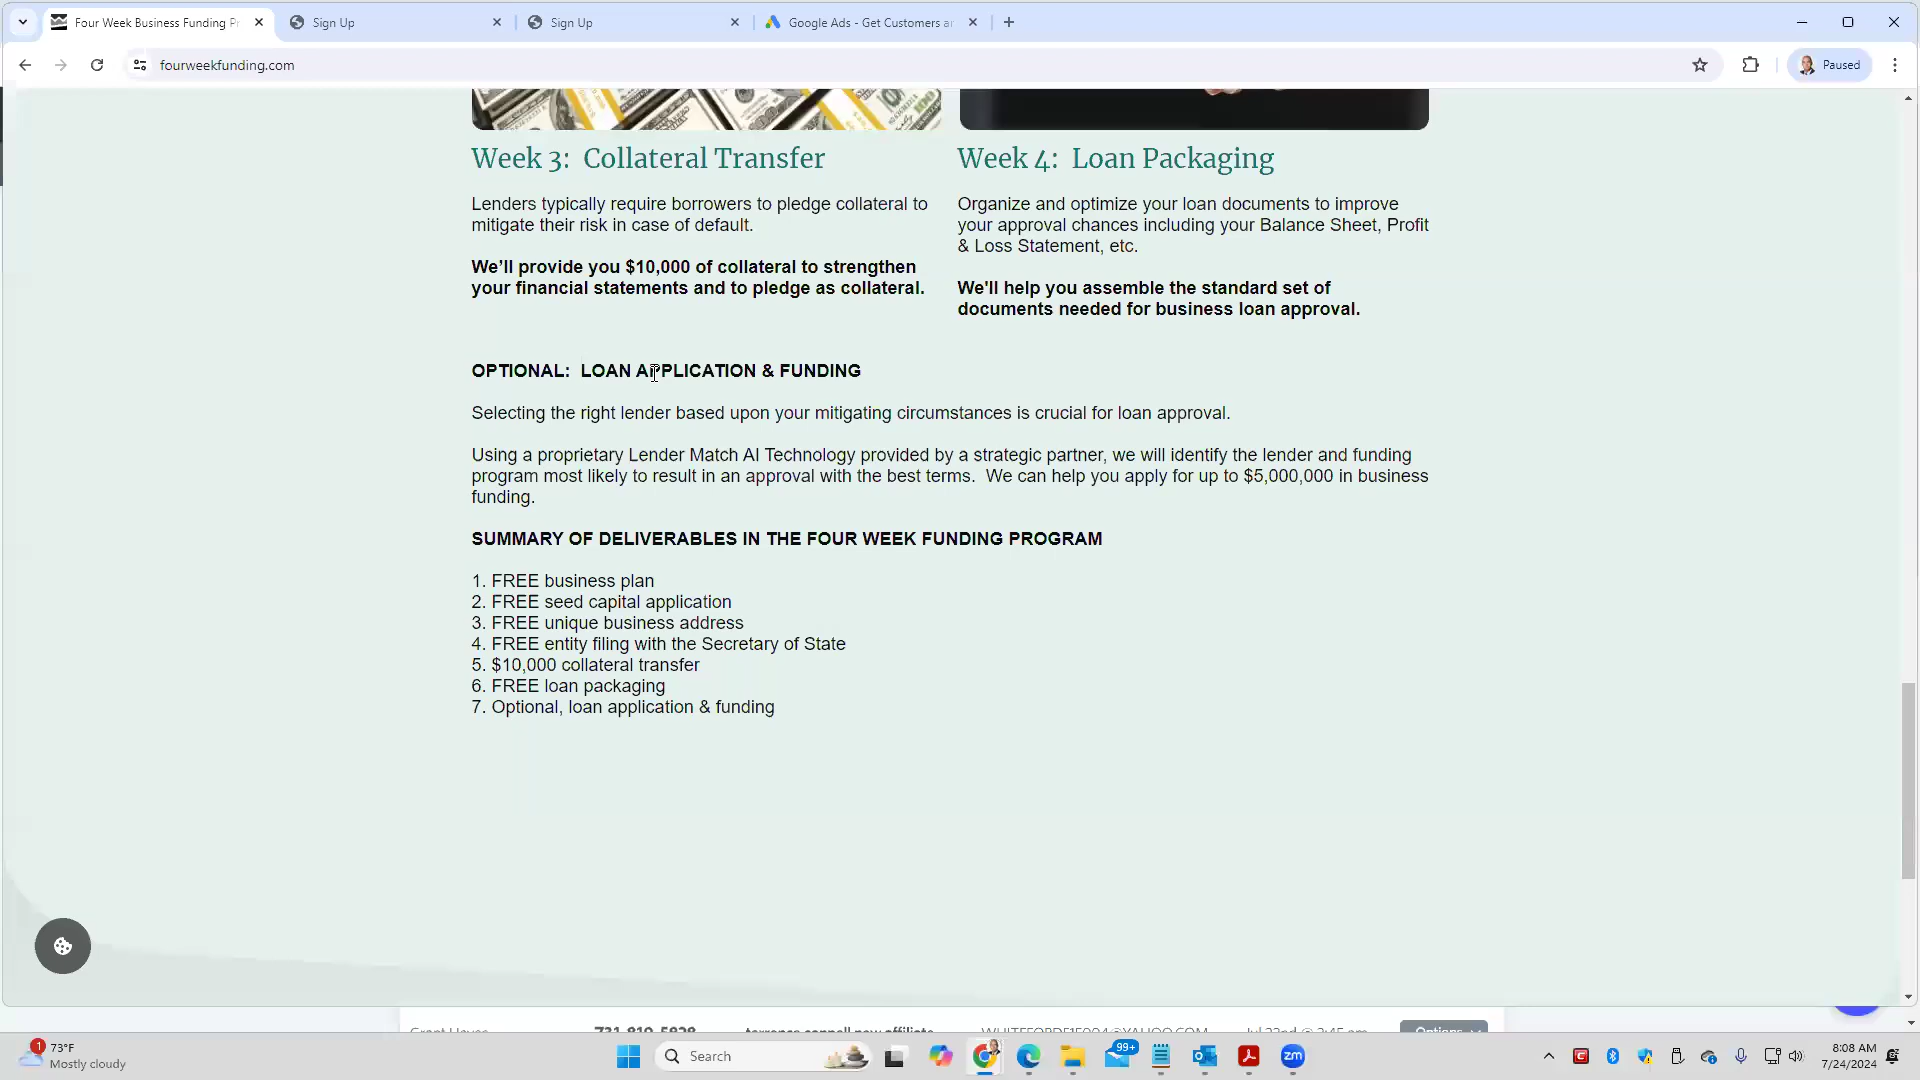 Four Week Business Funding Pr
Sign Up
Sign Up
Google Ads - Get Customers a
fourweekfunding.com
Paused
Week 3:  Collateral Transfer
Lenders typically require borrowers to pledge collateral to
mitigate their risk in case of default.
We’ll provide you $10,000 of collateral to strengthen
your financial statements and to pledge as collateral.
Week 4:  Loan Packaging
Organize and optimize your loan documents to improve
your approval chances including your Balance Sheet, Profit
& Loss Statement, etc.
We'll help you assemble the standard set of
documents needed for business loan approval.
OPTIONAL:  LOAN APPLICATION & FUNDING
Selecting the right lender based upon your mitigating circumstances is crucial for loan approval.
Using a proprietary Lender Match AI Technology provided by a strategic partner, we will identify the lender and funding
program most likely to result in an approval with the best terms.  We can help you apply for up to $5,000,000 in business
funding.
SUMMARY OF DELIVERABLES IN THE FOUR WEEK FUNDING PROGRAM
1. FREE business plan
2. FREE seed capital application
3. FREE unique business address
4. FREE entity filing with the Secretary of State
5. $10,000 collateral transfer
6. FREE loan packaging
7. Optional, loan application & funding
1
73°F
Mostly cloudy
Search
99+
zm
8:08 AM
7/24/2024